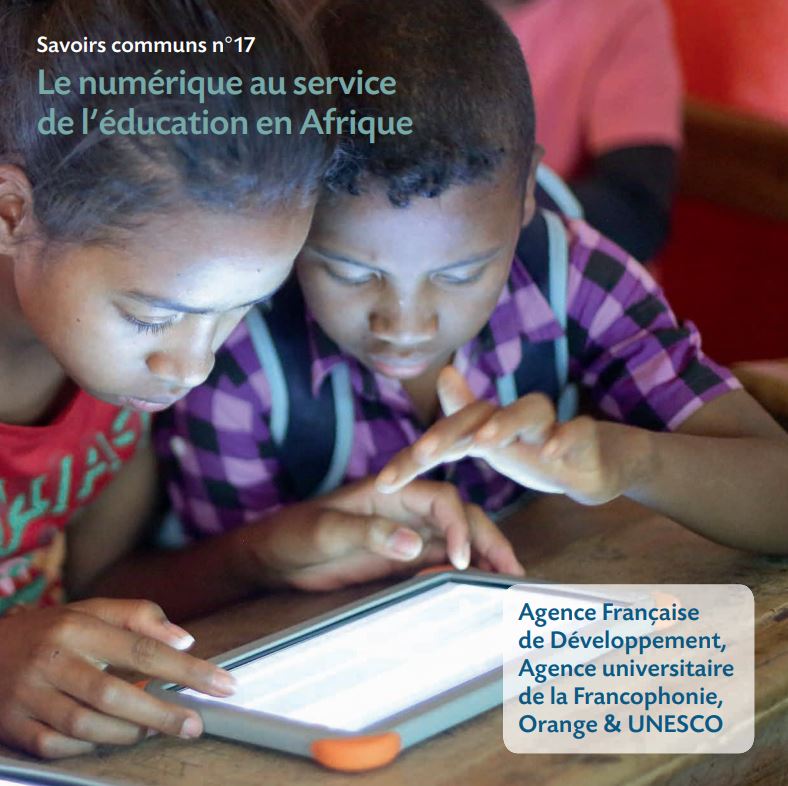 Savoirs communs n°17
Le numérique au service
de l'éducation en Afrique
Agence Française
de Développement,
Agence universitaire
de la Francophonie,
Orange & UNESCO